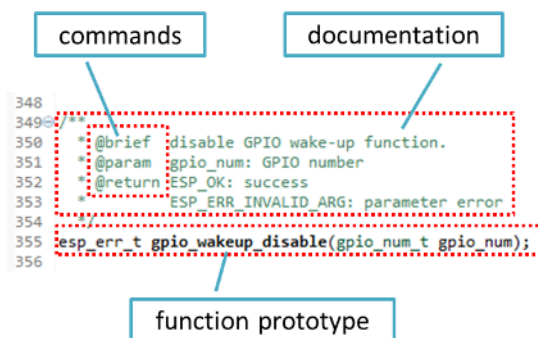 commands
documentation
348
349 /**
350 * @brief disable GPIO wake-up function.
351 * @param gpio_num: GPIO number
352 * @return ESP_OK: success
353 * ESP_ERR_INVALID_ARG: parameter error
354 */
355 esp_err_t gpio_wakeup_disable(gpio_num_t gpio_num);
356
function prototype